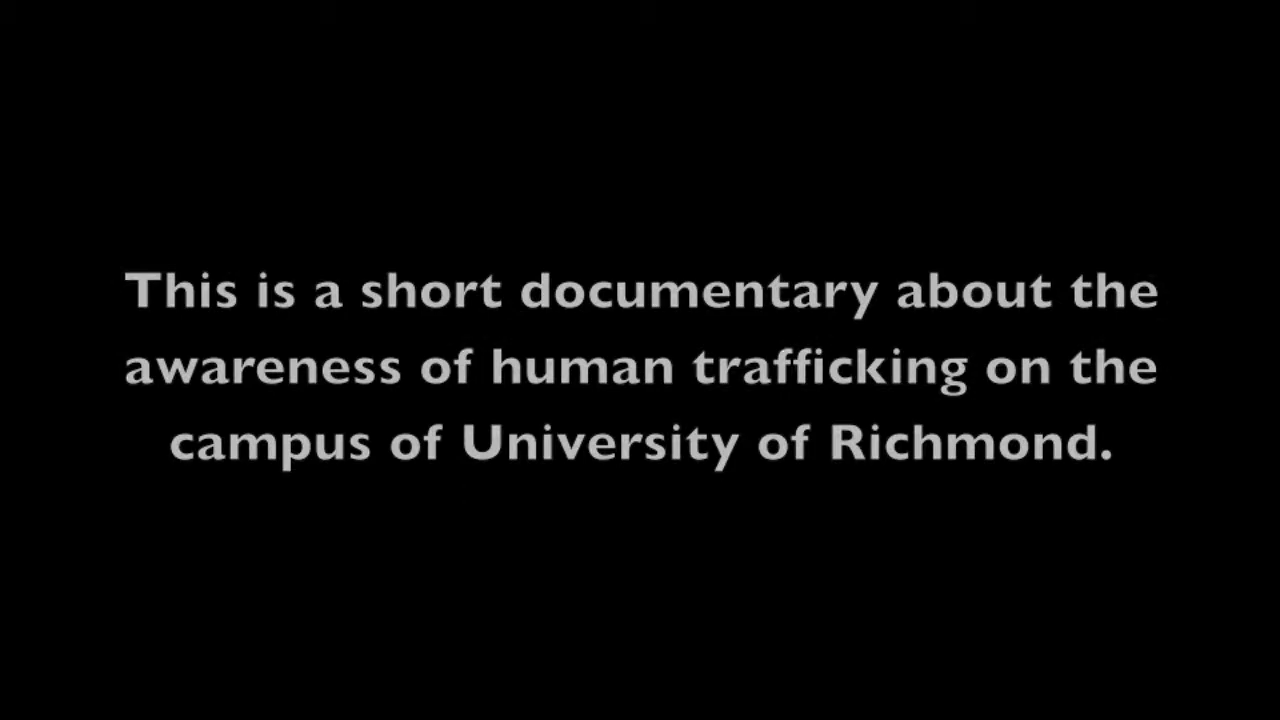 This is a short documentary about the
awareness of human trafficking on the
campus of University of Richmond.